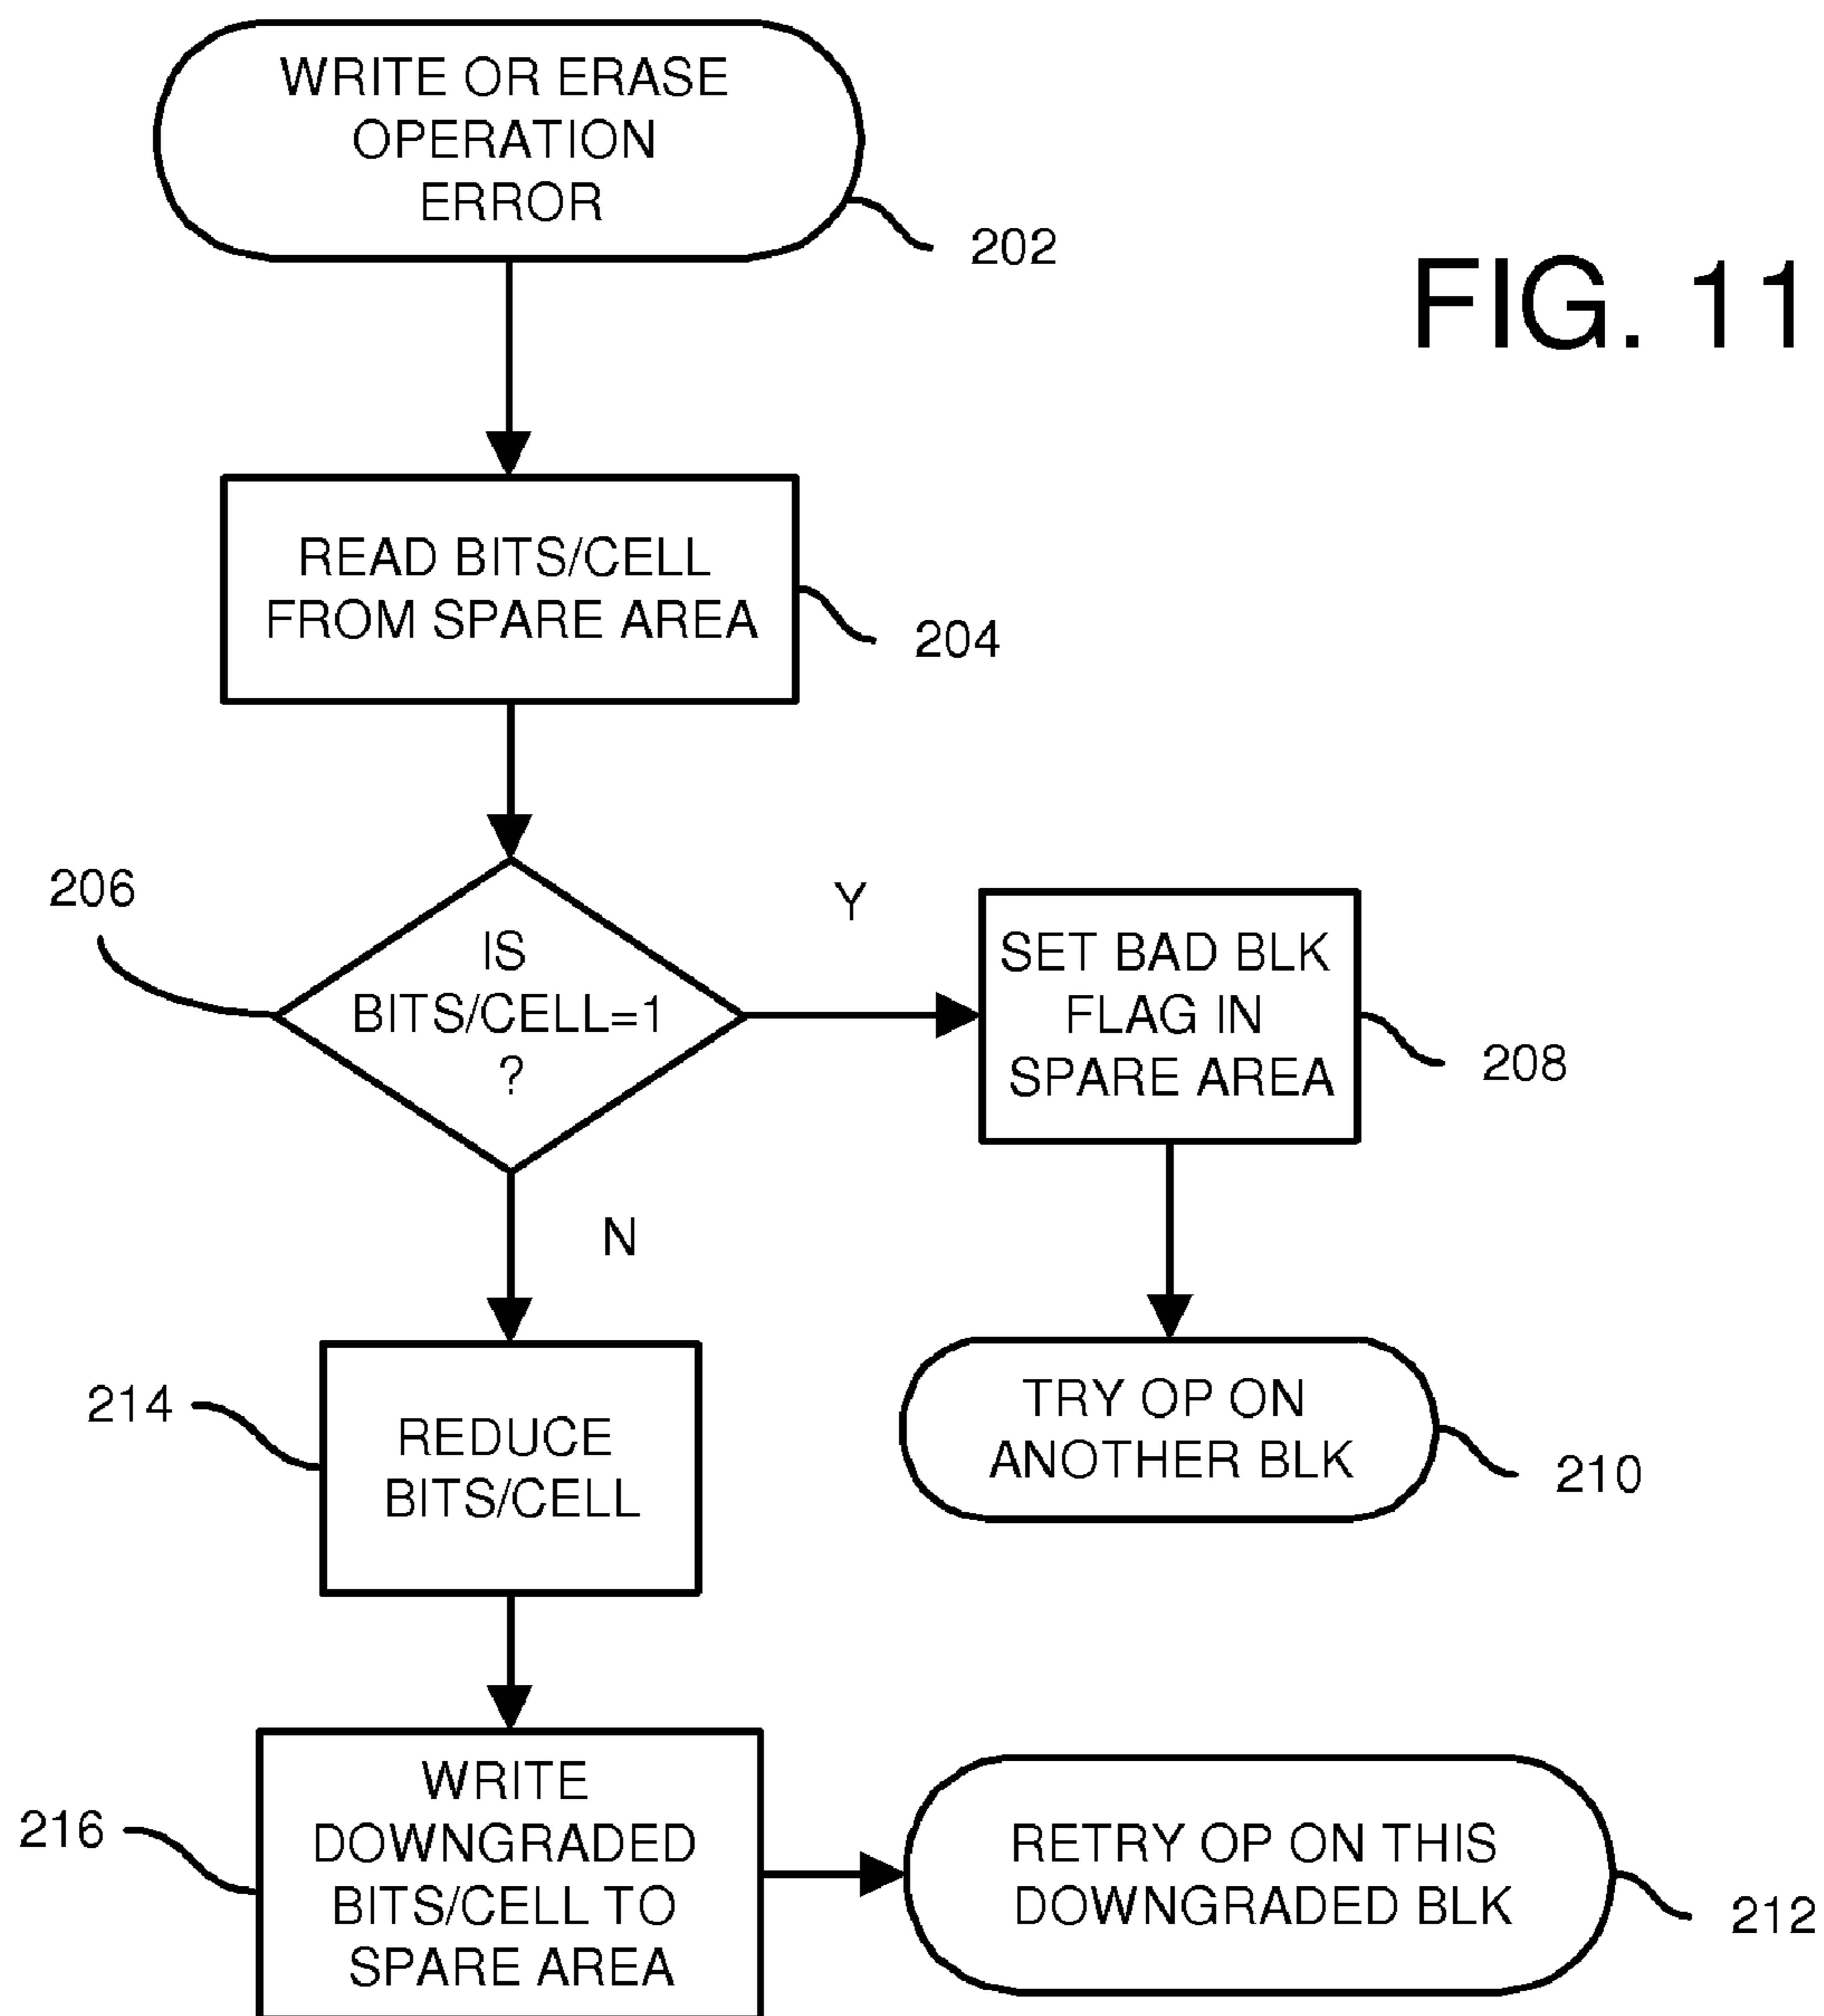 WRITE OR ERASE
OPERATION
ERROR
202
FIG. 11
READ BITS/CELL
FROM SPARE AREA
204
206
IS
BITS/CELL=1
?
Y
SET BAD BLK
FLAG IN
SPARE AREA
208
N
TRY OP ON
ANOTHER BLK
210
214
REDUCE
BITS/CELL
216
WRITE
DOWNGRADED
BITS/CELL TO
SPARE AREA
RETRY OP ON THIS
DOWNGRADED BLK
212